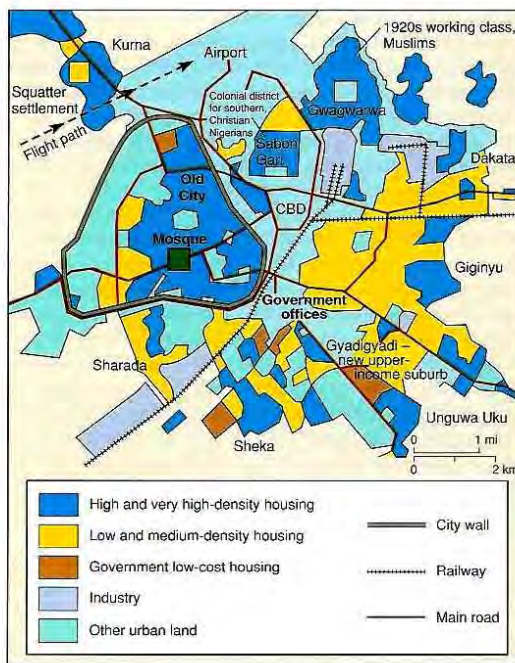 Kurna
Airport
1920s working class,
Muslims
Squatter
settlement
Flight path
Colonial district
for southern,
Christian
Nigerians
Gwagwarwa
Sabon
Gari
Dakata
Old
City
CBD
Mosque
Giginyu
Government
offices
Sharada
Gyadigyadi –
new upper-
income suburb
Unguwa Uku
Sheka
0 1 mi
0 2 km
High and very high-density housing
Low and medium-density housing
Government low-cost housing
Industry
Other urban land
City wall
Railway
Main road